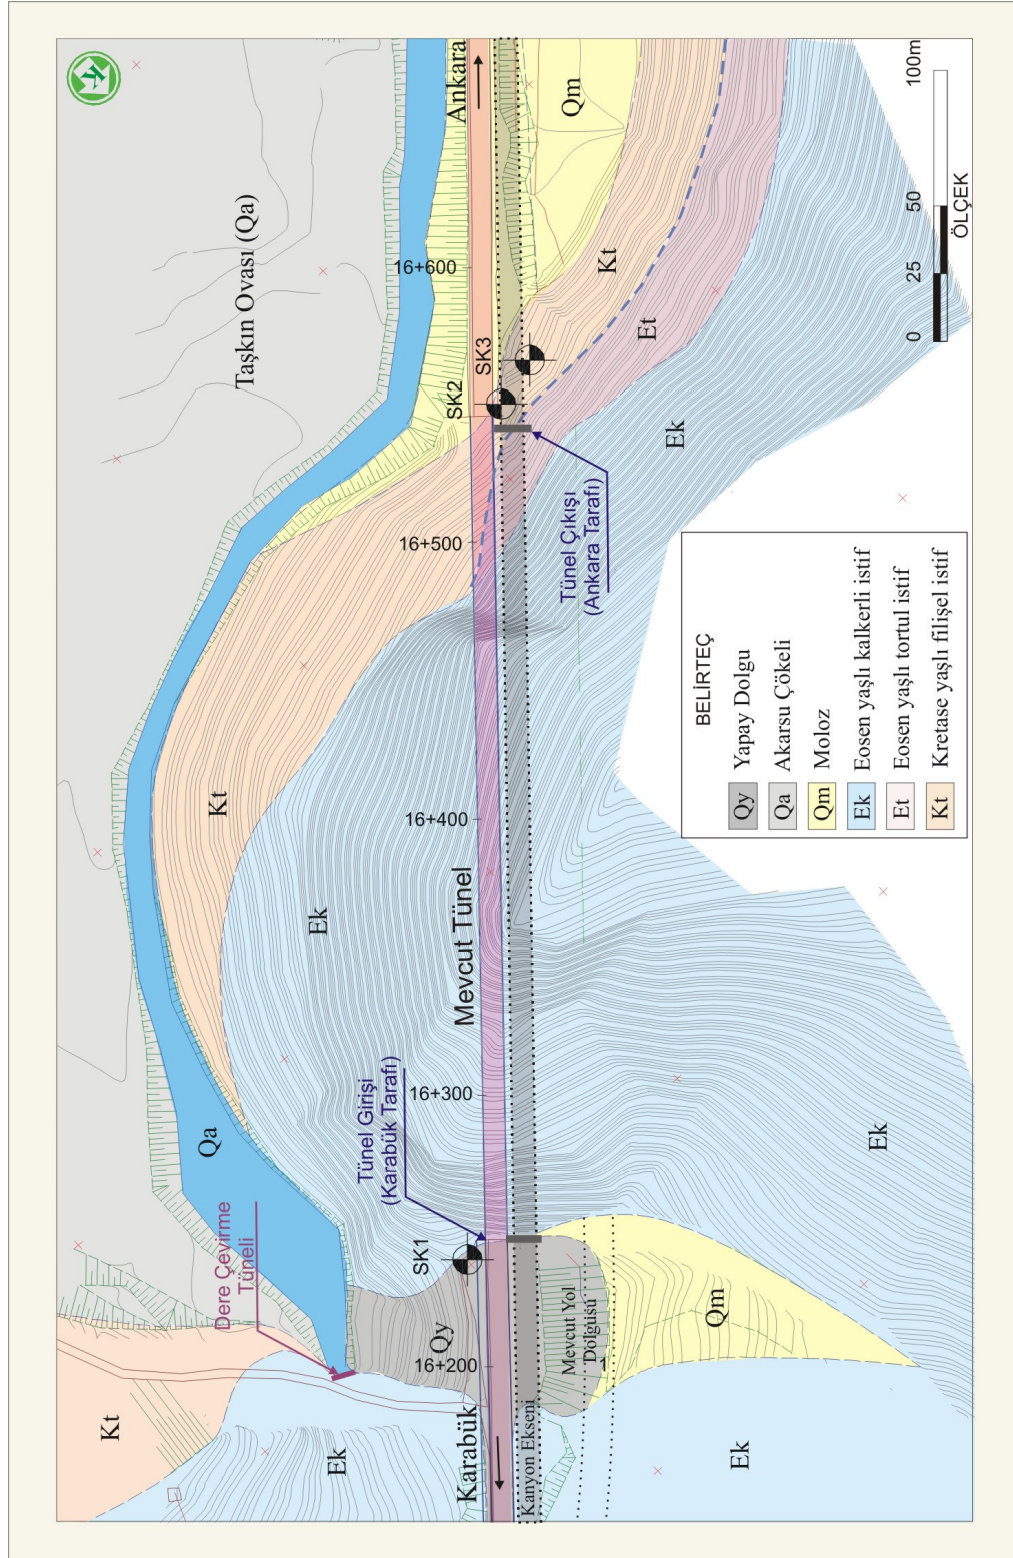 Taşkın Ovası (Qa)
Ankara
Qm
16+600
SK3
SK2
Kt
Et
16+500
Ek
Tünel Çıkışı
(Ankara Tarafı)
Kt
16+400
Ek
Mevcut Tünel
Tünel Girişi
(Karabük Tarafı)
16+300
Ek
Qa
Dere Çevirme
Tüneli
SK1
Qy
16+200
Mevcut Yol
Dolgusu
Qm
Kt
Ek
Karabük
Kanyon Ekseni
Ek
BELİRTEÇ
Qy Yapay Dolgu
Qa Akarsu Çökeli
Qm Moloz
Ek Eosen yaşlı kalkerli istif
Et Eosen yaşlı tortul istif
Kt Kretase yaşlı filişel istif
0 25 50 100m
ÖLÇEK